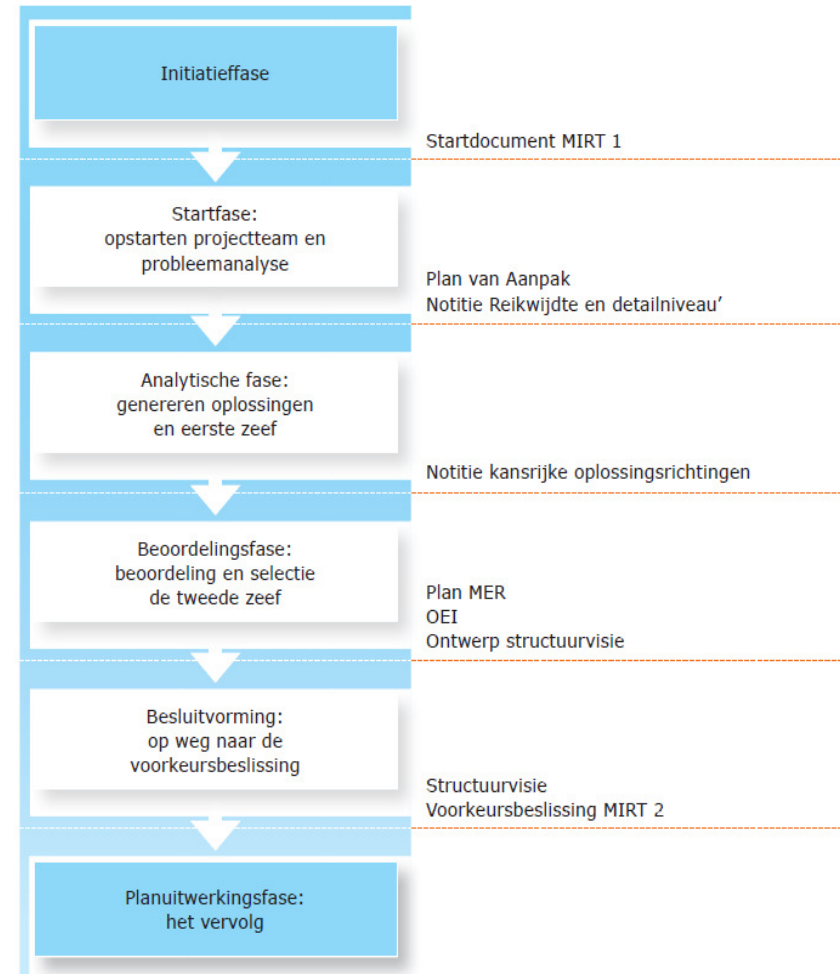 Initiatieffase
Startdocument MIRT 1
Startfase:
opstarten projectteam en
probleemanalyse
Plan van Aanpak
Notitie Reikwijdte en detailniveau’
Analytische fase:
genereren oplossingen
en eerste zeef
Notitie kansrijke oplossingsrichtingen
Beoordelingsfase:
beoordeling en selectie
de tweede zeef
Plan MER
OEI
Ontwerp structuurvisie
Besluitvorming:
op weg naar de
voorkeursbeslissing
Structuurvisie
Voorkeursbeslissing MIRT 2
Planuitwerkingsfase:
het vervolg